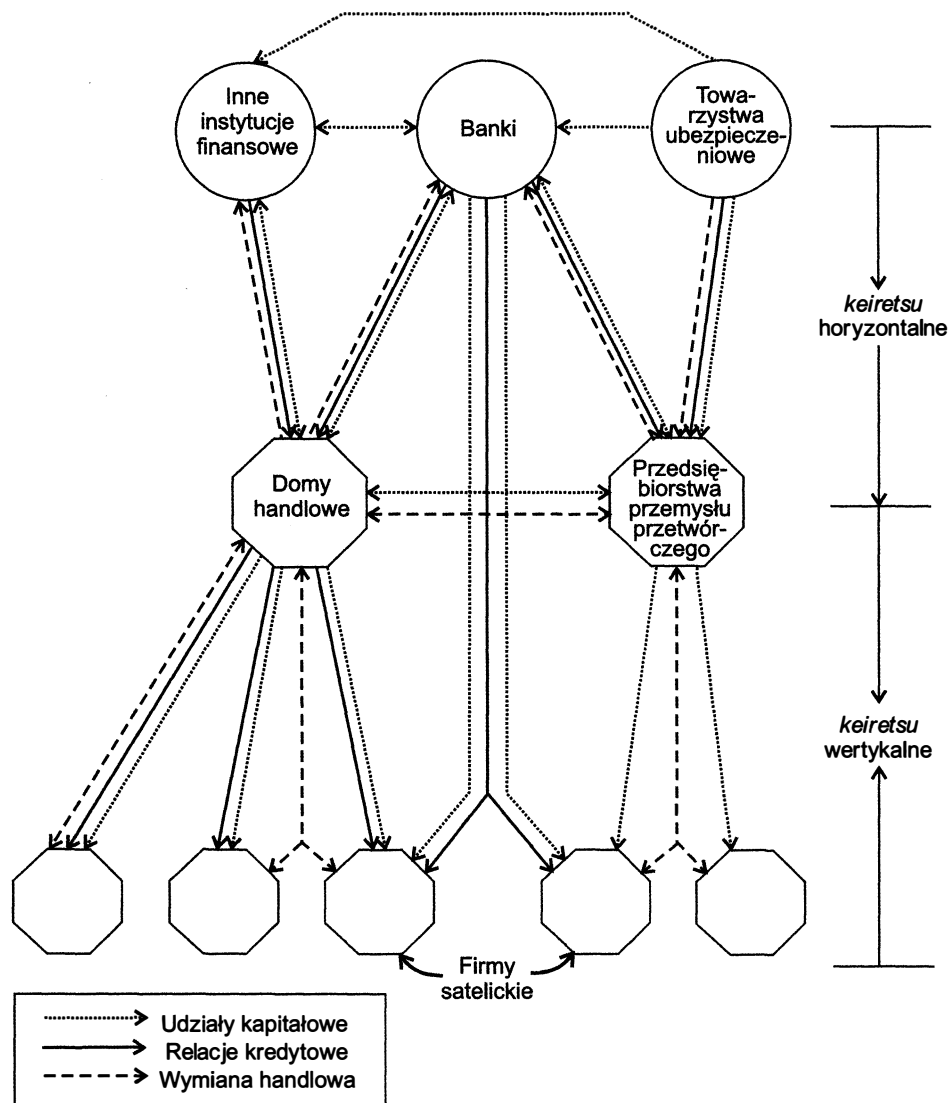 Inne
instytucje
finansowe
Banki
Towa-
rzystwa
ubezpiecze-
niowe
keiretsu
horyzontalne
Domy
handlowe
Przedsię-
biorstwa
przemysłu
przetwór-
czego
keiretsu
wertykalne
Firmy
satelickie
Udziały kapitałowe
Relacje kredytowe
Wymiana handlowa